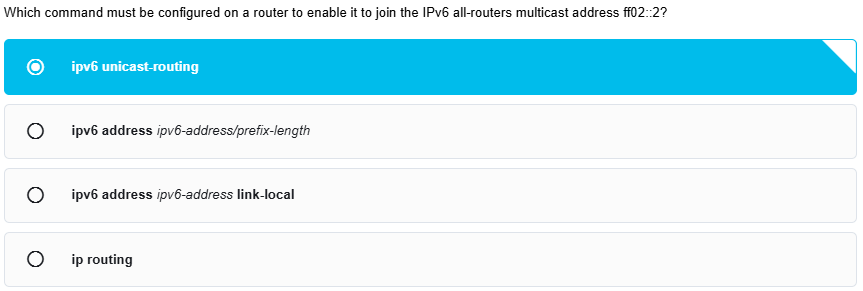 Which command must be configured on a router to enable it to join the IPv6 all-routers multicast address ff02::2?
ipv6 unicast-routing
ipv6 address ipv6-address/prefix-length
ipv6 address ipv6-address link-local
ip routing